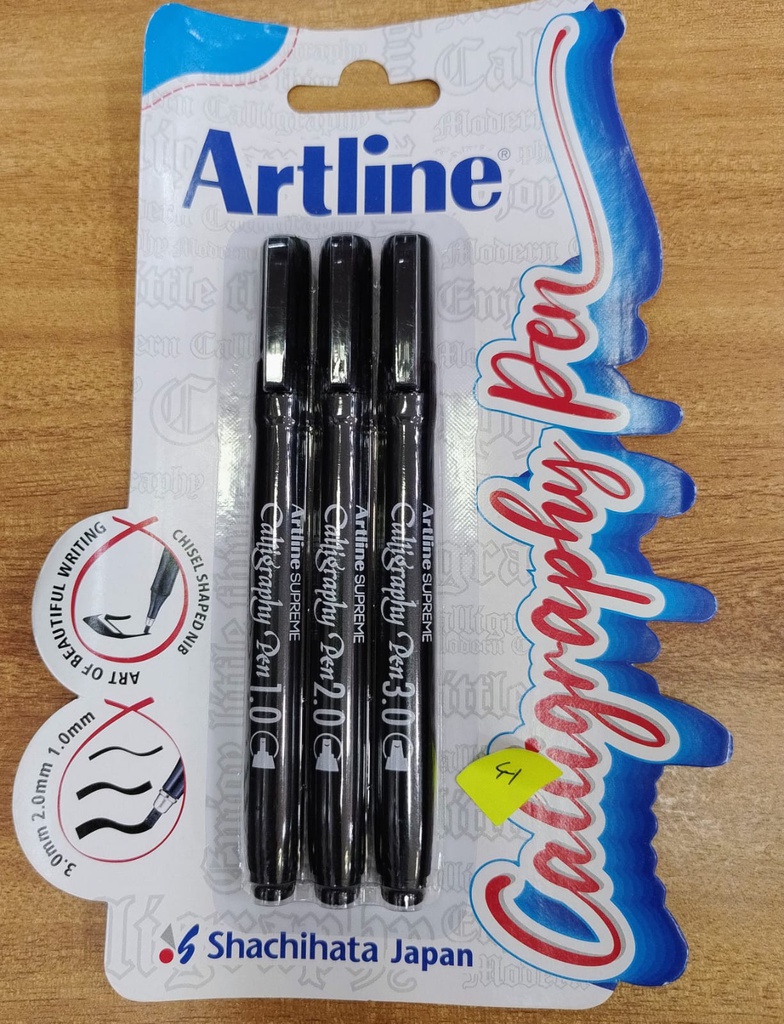 Artline®
Calligraphy Pen
Artline SUPREME
Calligraphy Pen 1.0
Artline SUPREME
Calligraphy Pen 2.0
Artline SUPREME
Calligraphy Pen 3.0
CHISEL SHAPED NIB
ART OF BEAUTIFUL WRITING
3.0mm 2.0mm 1.0mm
Shachihata Japan